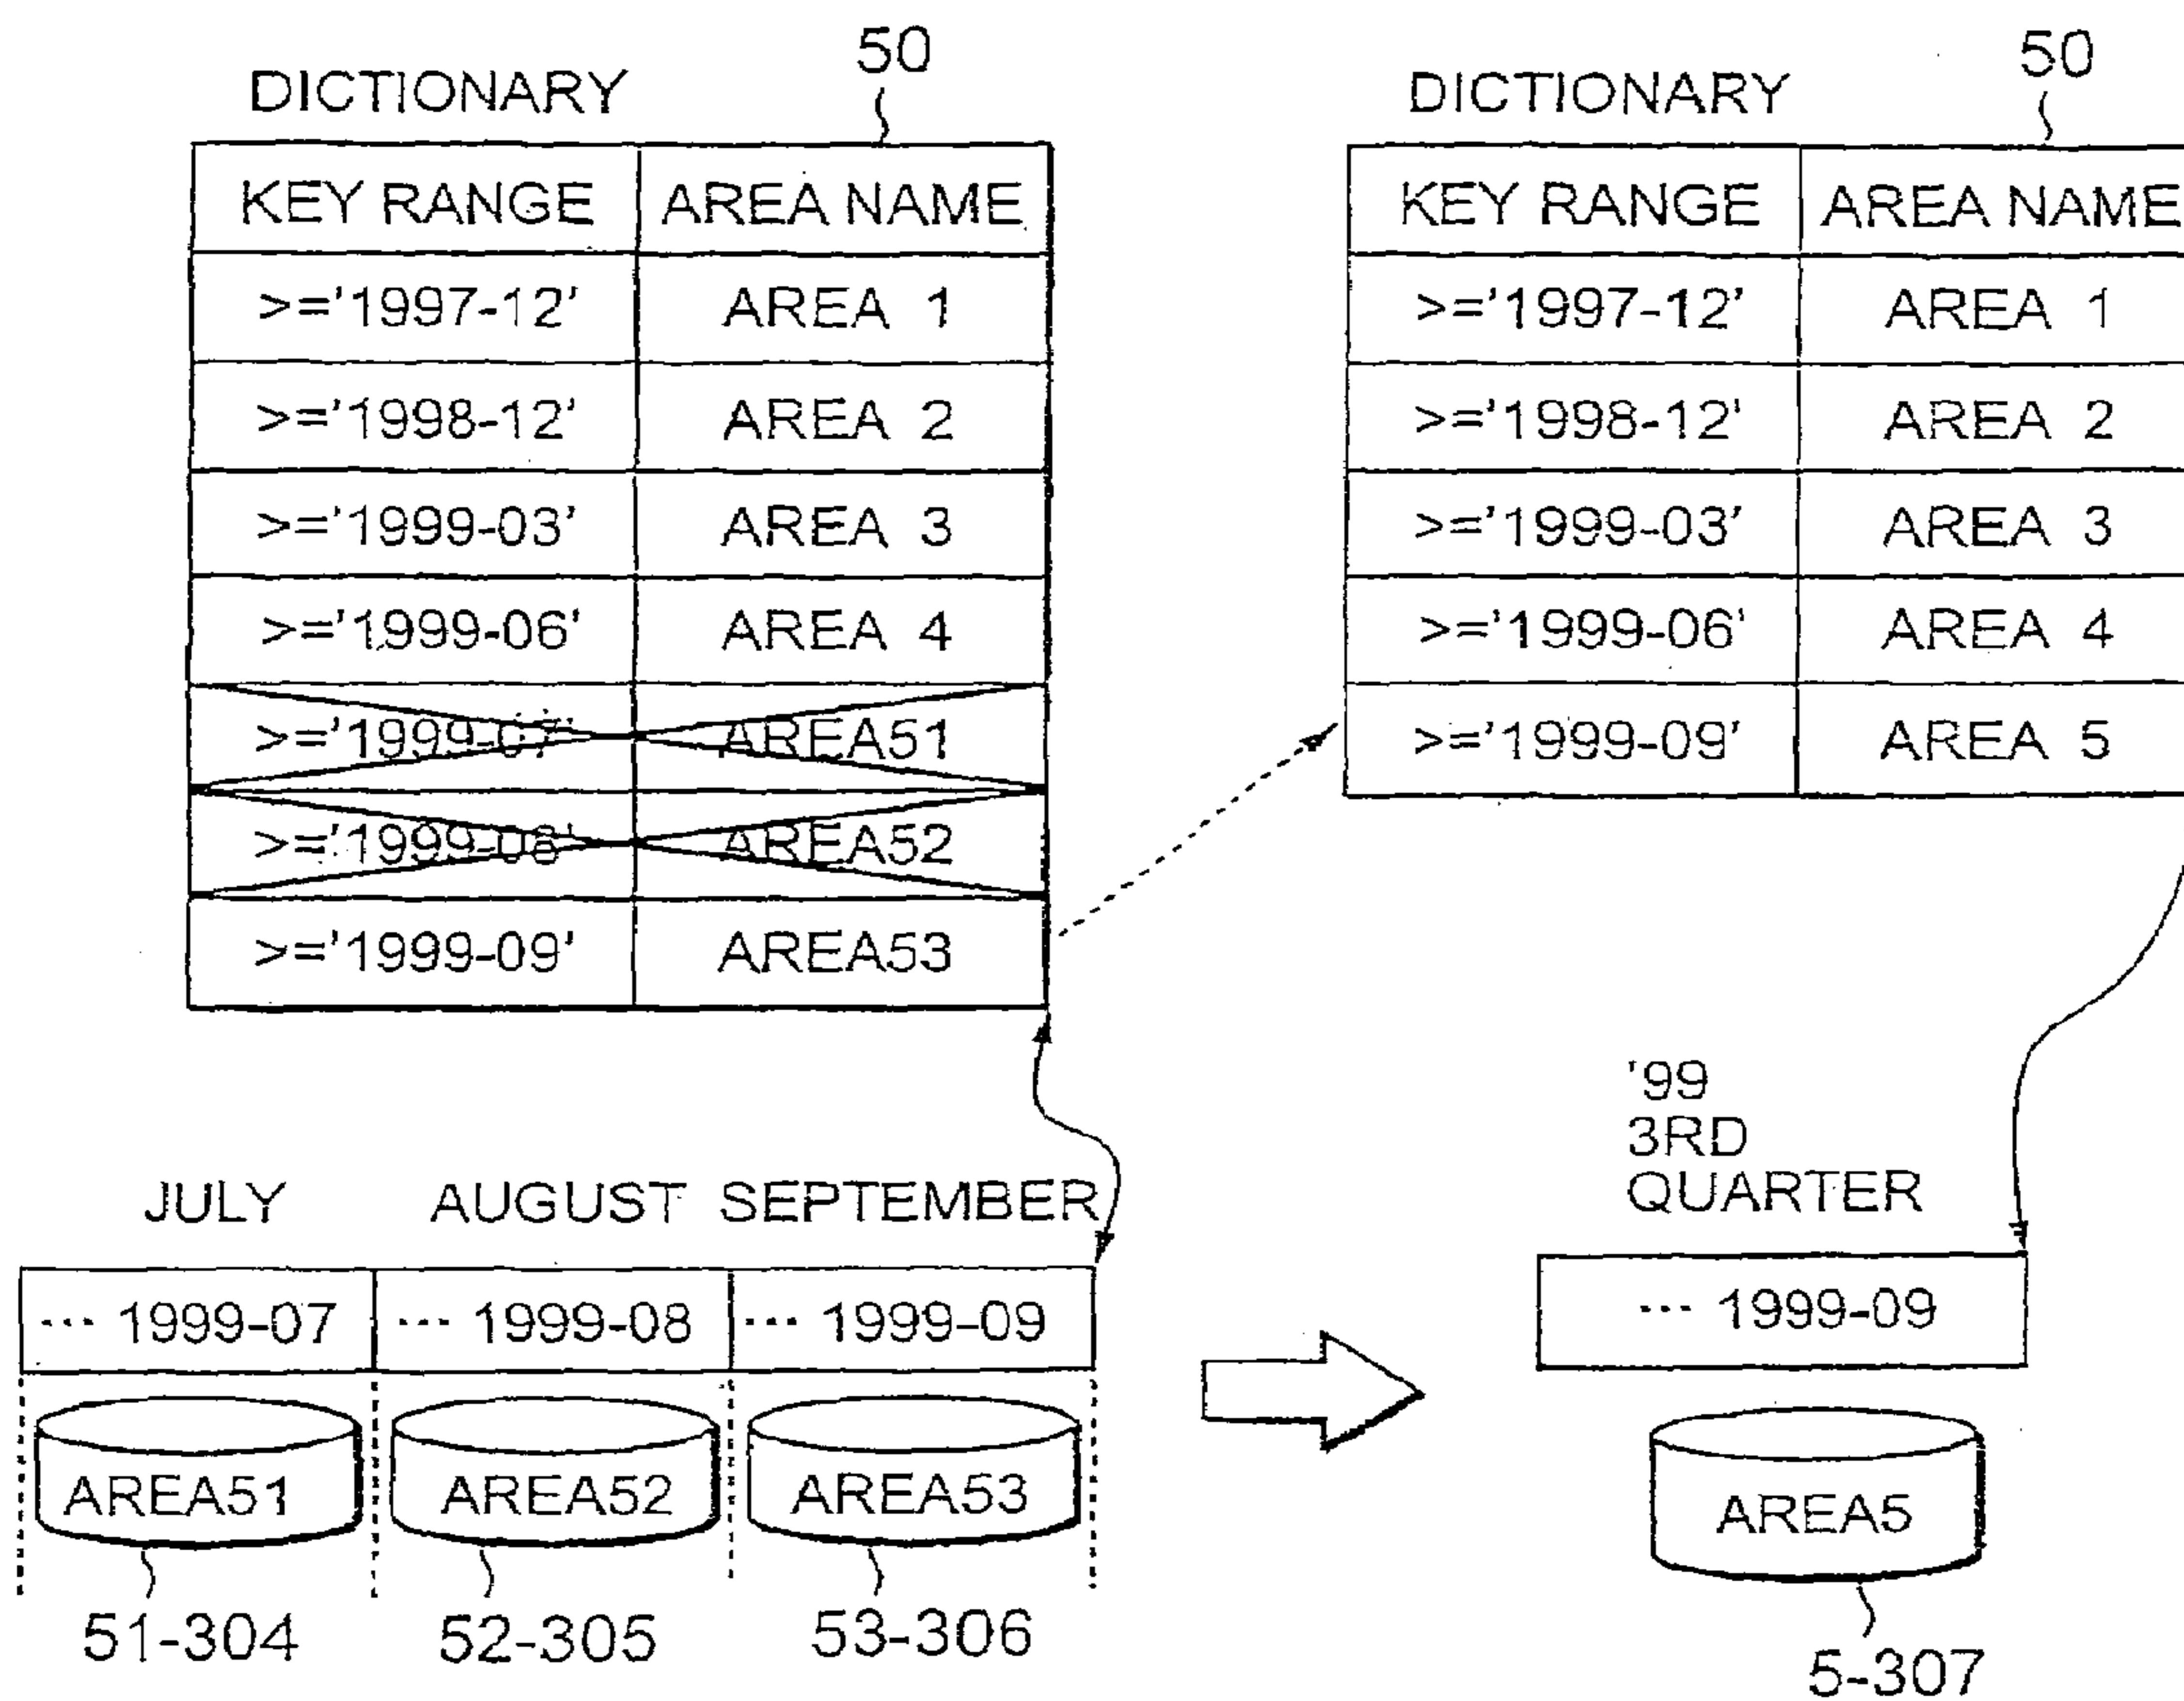 50
DICTIONARY
KEY RANGE AREA NAME
>='1997-12' AREA 1
>='1998-12' AREA 2
>='1999-03' AREA 3
>='1999-06' AREA 4
>='1999-07' AREA51
>='1999-08' AREA52
>='1999-09' AREA53
50
DICTIONARY
KEY RANGE AREA NAME
>='1997-12' AREA 1
>='1998-12' AREA 2
>='1999-03' AREA 3
>='1999-06' AREA 4
>='1999-09' AREA 5
JULY AUGUST SEPTEMBER
··· 1999-07 ··· 1999-08 ··· 1999-09
AREA51 AREA52 AREA53
51-304 52-305 53-306
'99
3RD
QUARTER
··· 1999-09
AREA5
5-307